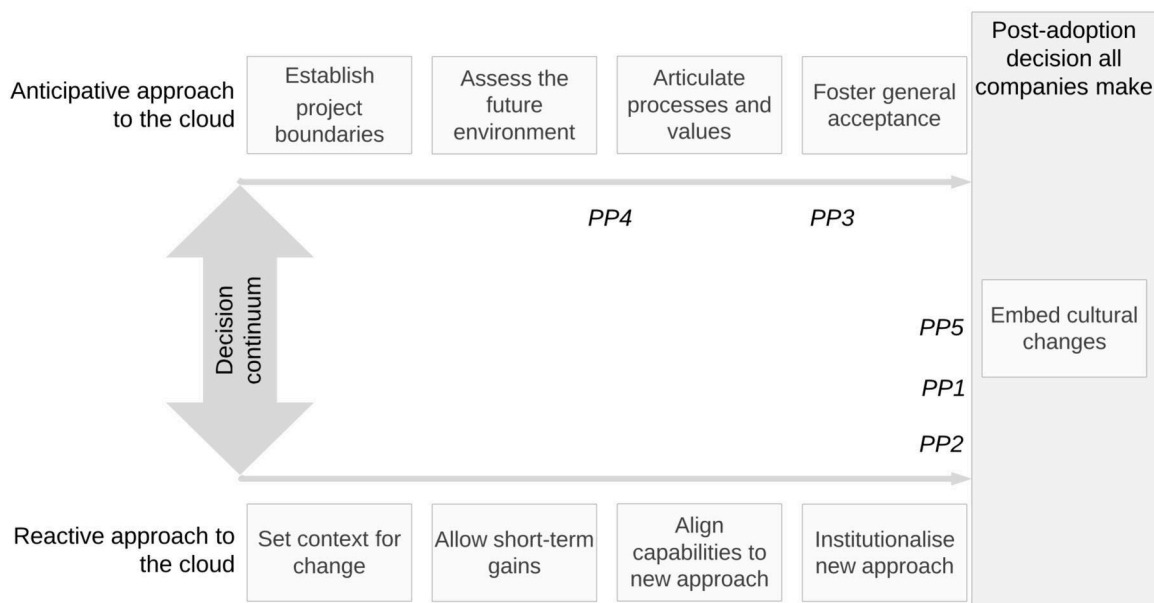 Post-adoption
decision all
companies make
Anticipative approach
to the cloud
Establish
project
boundaries
Assess the
future
environment
Articulate
processes and
values
Foster general
acceptance
PP4
PP3
Decision
continuum
PP5
PP1
PP2
Embed cultural
changes
Reactive approach to
the cloud
Set context for
change
Allow short-term
gains
Align
capabilities to
new approach
Institutionalise
new approach